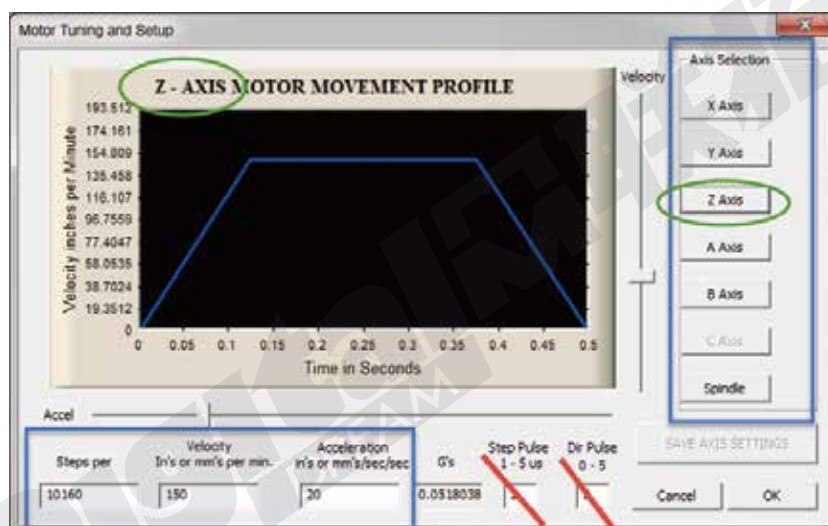 Motor Tuning and Setup
Z - AXIS MOTOR MOVEMENT PROFILE
Velocity inches per Minute
193.512
174.161
154.809
135.458
116.107
96.7559
77.4047
58.0535
38.7024
19.3512
0
0 0.05 0.1 0.15 0.2 0.25 0.3 0.35 0.4 0.45 0.5
Time in Seconds
Velocity
Axis Selection
X Axis
Y Axis
Z Axis
A Axis
B Axis
C Axis
Spindle
Accel
Steps per
Velocity
In's or mm's per min.
Acceleration
in's or mm's/sec/sec
G's
Step Pulse
1 - 5 us
Dir Pulse
0 - 5
10160
150
20
0.0518038
SAVE AXIS SETTINGS
Cancel
OK